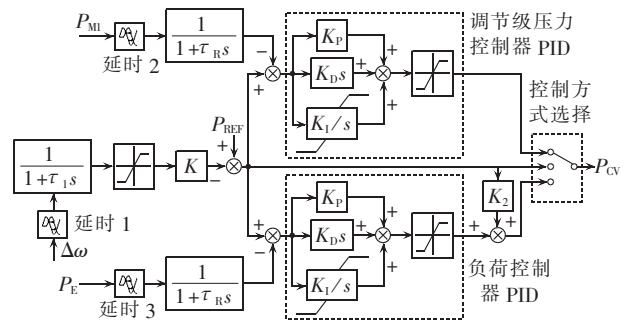 P_M1
延时 2
1
1+τ_R s
−
+
K_P
K_D s
K_I/s
+
+
+
调节级压力
控制器 PID
控制方
式选择
P_REF
+
−
1
1+τ_1 s
K
延时 1
Δω
K_2
+
+
P_CV
P_E
延时 3
1
1+τ_R s
+
−
K_P
K_D s
K_I/s
+
+
+
负荷控制
器 PID